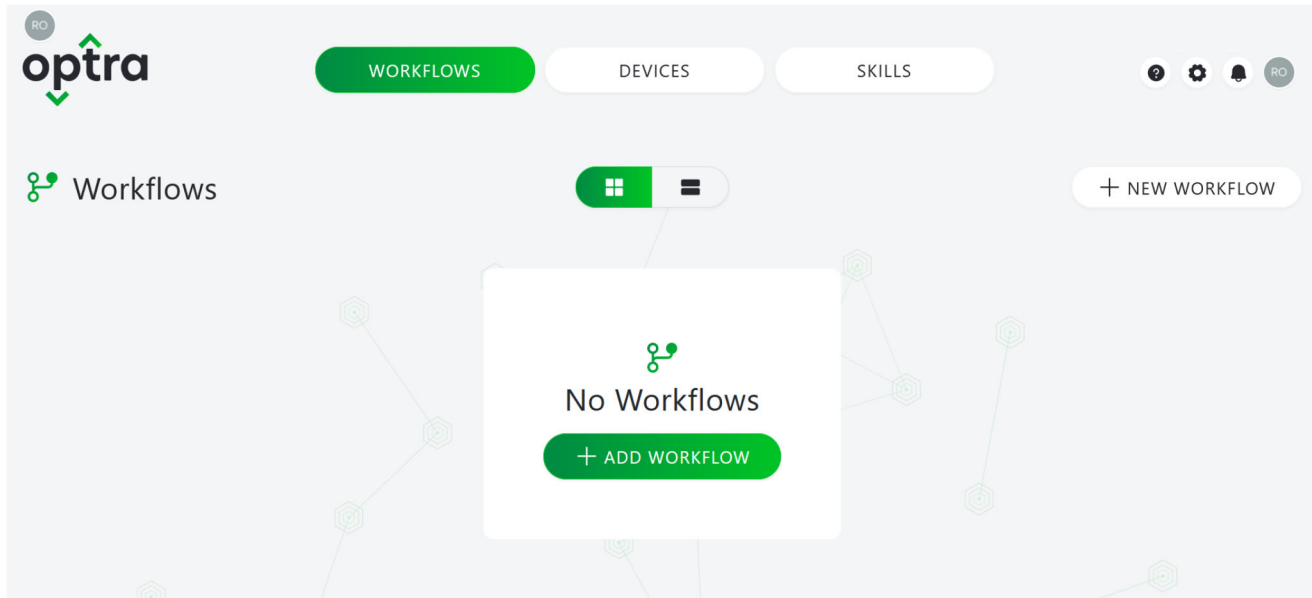 RO
optra
WORKFLOWS DEVICES SKILLS
? RO
Workflows
+ NEW WORKFLOW
No Workflows
+ ADD WORKFLOW